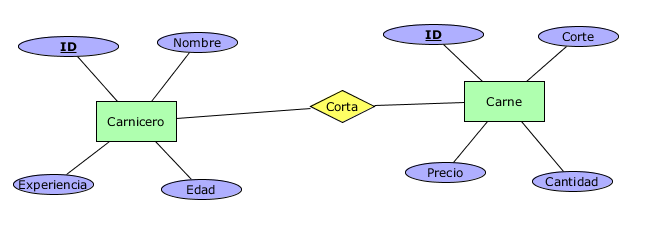 ID
Nombre
Carnicero
Experiencia
Edad
Corta
ID
Corte
Carne
Precio
Cantidad